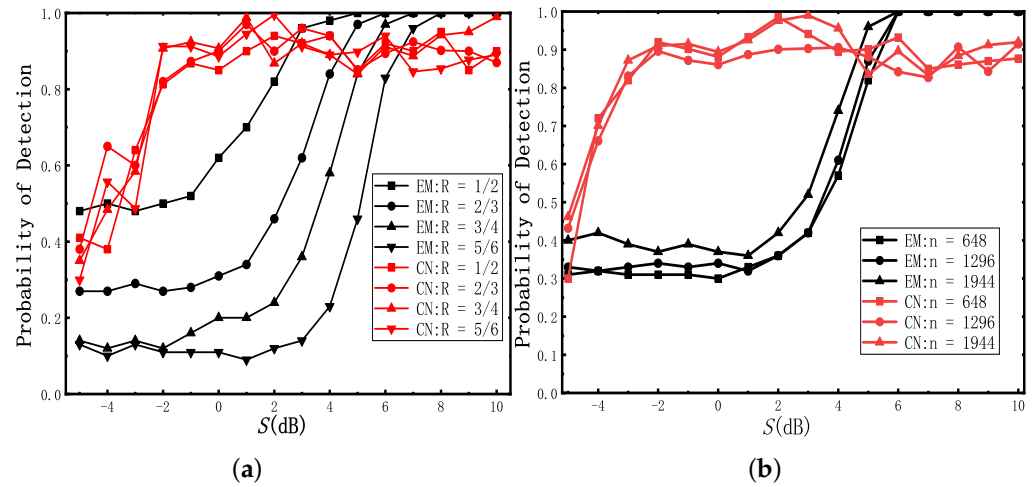 Probability of Detection
1.0
0.8
0.6
0.4
0.2
0.0
-4
-2
0
2
4
6
8
10
S(dB)
EM:R = 1/2
EM:R = 2/3
EM:R = 3/4
EM:R = 5/6
CN:R = 1/2
CN:R = 2/3
CN:R = 3/4
CN:R = 5/6
(a)
Probability of Detection
1.0
0.9
0.8
0.7
0.6
0.5
0.4
0.3
0.2
0.1
0.0
-4
-2
0
2
4
6
8
10
S(dB)
EM:n = 648
EM:n = 1296
EM:n = 1944
CN:n = 648
CN:n = 1296
CN:n = 1944
(b)